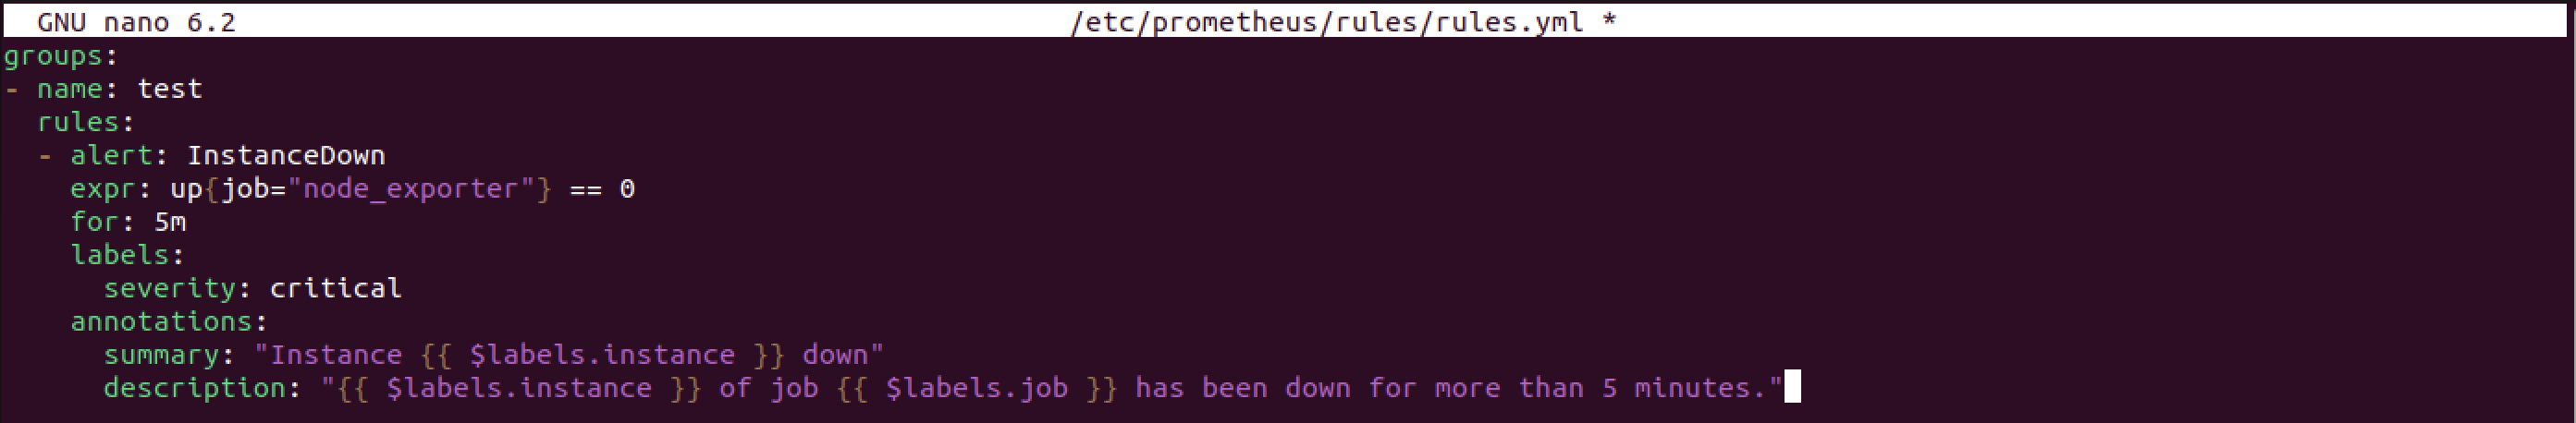 GNU nano 6.2 /etc/prometheus/rules/rules.yml *
groups:
- name: test
  rules:
  - alert: InstanceDown
    expr: up{job="node_exporter"} == 0
    for: 5m
    labels:
      severity: critical
    annotations:
      summary: "Instance {{ $labels.instance }} down"
      description: "{{ $labels.instance }} of job {{ $labels.job }} has been down for more than 5 minutes."